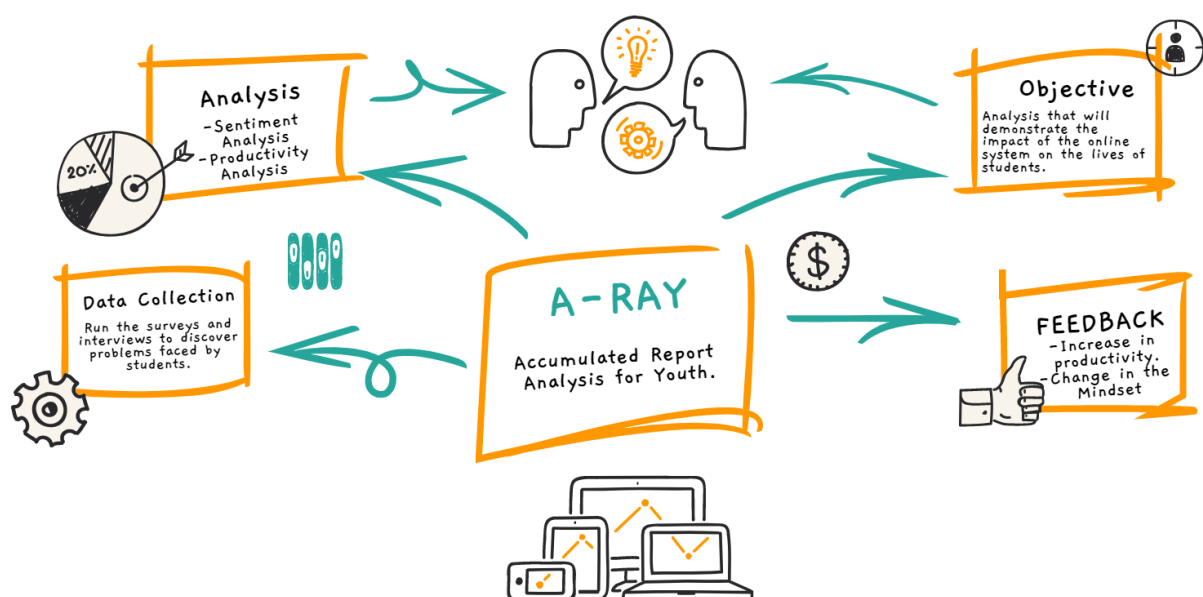 Analysis
-Sentiment
Analysis
-Productivity
Analysis
20%
Objective
Analysis that will
demonstrate the
impact of the online
system on the lives of
students.
Data Collection
Run the surveys and
interviews to discover
problems faced by
students.
A-RAY
Accumulated Report
Analysis for Youth.
$
FEEDBACK
-Increase in
productivity.
-Change in the
Mindset